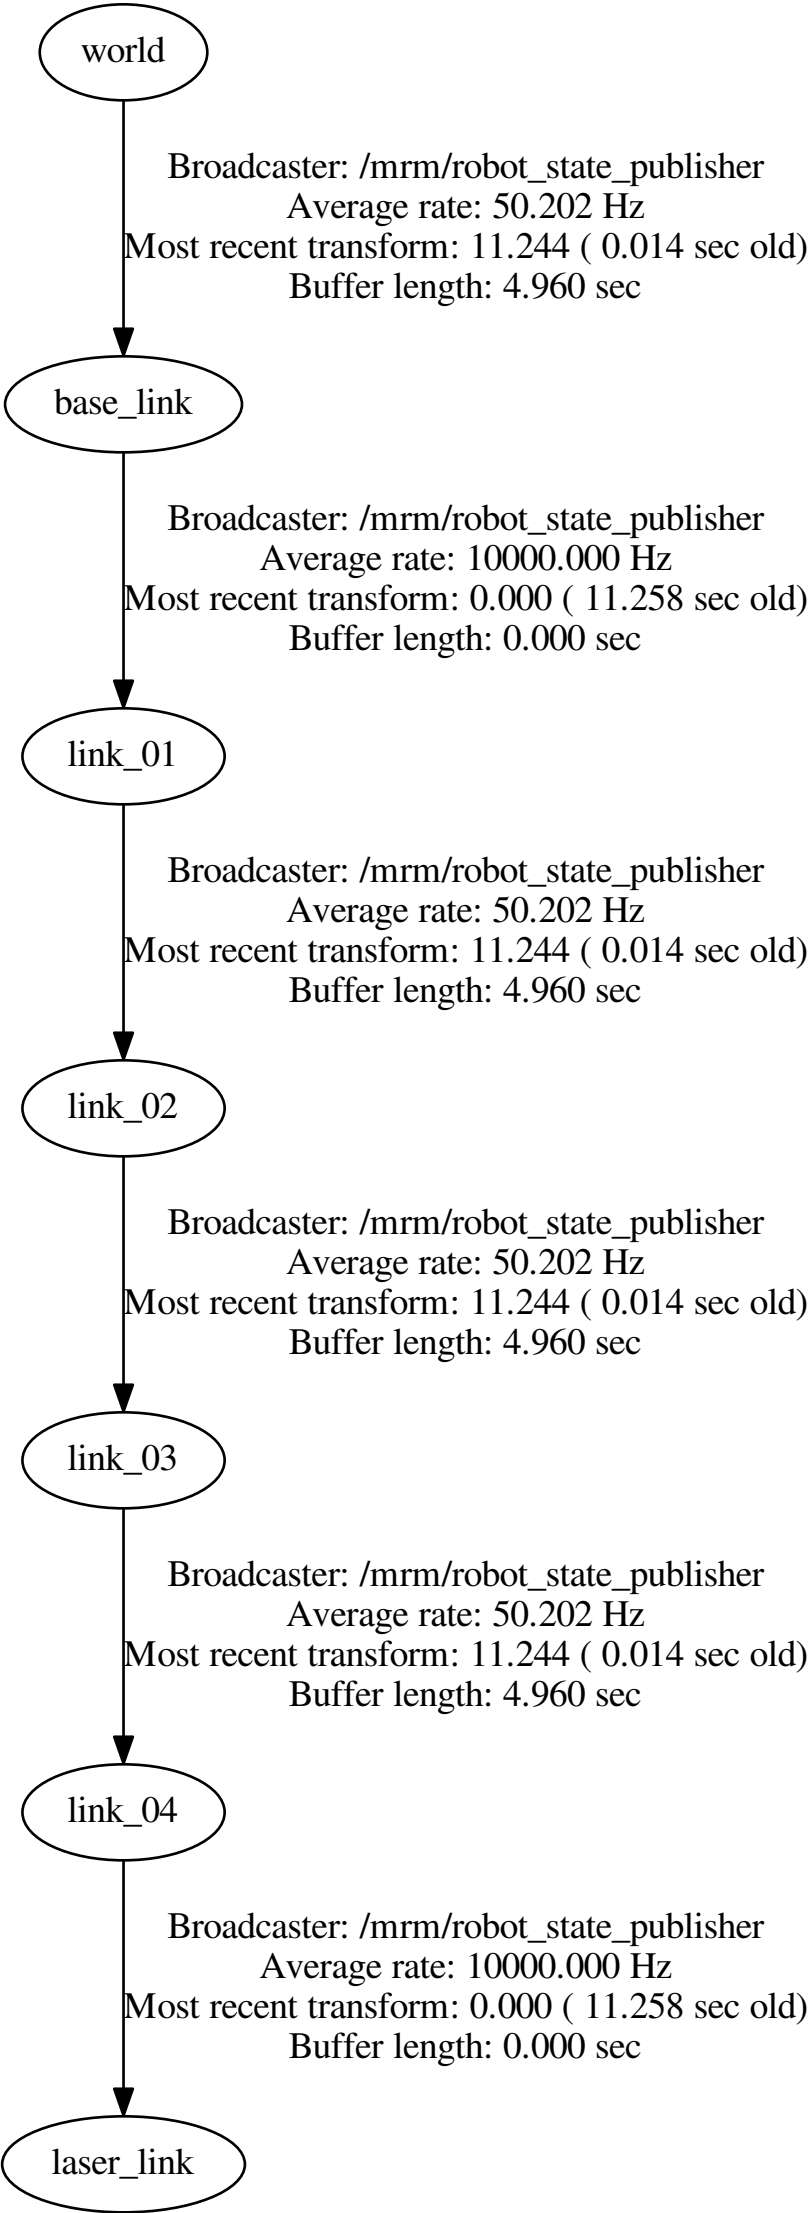 world
Broadcaster: /mrm/robot_state_publisher
Average rate: 50.202 Hz
Most recent transform: 11.244 ( 0.014 sec old)
Buffer length: 4.960 sec
base_link
Broadcaster: /mrm/robot_state_publisher
Average rate: 10000.000 Hz
Most recent transform: 0.000 ( 11.258 sec old)
Buffer length: 0.000 sec
link_01
Broadcaster: /mrm/robot_state_publisher
Average rate: 50.202 Hz
Most recent transform: 11.244 ( 0.014 sec old)
Buffer length: 4.960 sec
link_02
Broadcaster: /mrm/robot_state_publisher
Average rate: 50.202 Hz
Most recent transform: 11.244 ( 0.014 sec old)
Buffer length: 4.960 sec
link_03
Broadcaster: /mrm/robot_state_publisher
Average rate: 50.202 Hz
Most recent transform: 11.244 ( 0.014 sec old)
Buffer length: 4.960 sec
link_04
Broadcaster: /mrm/robot_state_publisher
Average rate: 10000.000 Hz
Most recent transform: 0.000 ( 11.258 sec old)
Buffer length: 0.000 sec
laser_link